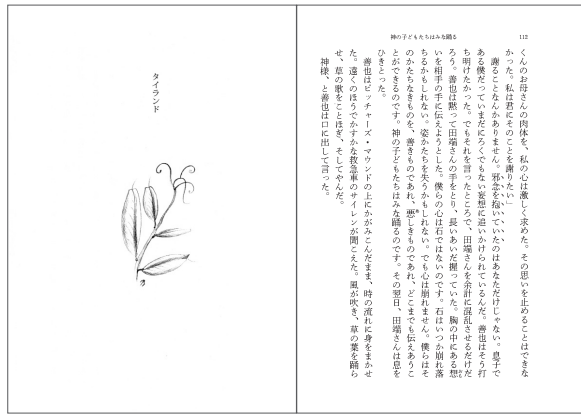 神の子どもたちはみな踊る
112
くんのお母さんの肉体を、私の心は激しく求めた。その思いを止めることはできな
かった。私は君にそのことを謝りたい」
謝ることなんかありません。邪念を抱いていたのはあなただけじゃない。息子で
ある僕だっていまだにろくでもない妄想に追いかけられているんだ。善也はそう打
ち明けたかった。でもそれを言ったところで、田端さんを余計に混乱させるだけだ
ろう。善也は黙って田端さんの手をとり、長いあいだ握っていた。胸の中にある想
いを相手の手に伝えようとした。僕らの心は石ではないのです。石はいつか崩れ落
ちるかもしれない。姿かたちを失うかもしれない。でも心は崩れません。僕らはそ
のかたちなきものを、善きものであれ、悪しきものであれ、どこまでも伝えあうこ
とができるのです。神の子どもたちはみな踊るのです。その翌日、田端さんは息を
ひきとった。
善也はピッチャーズ・マウンドの上にかがみこんだまま、時の流れに身をまかせ
た。遠くのほうでかすかな救急車のサイレンが聞こえた。風が吹き、草の葉を踊ら
せ、草の歌をことほぎ、そしてやんだ。
神様、と善也は口に出して言った。
タイランド